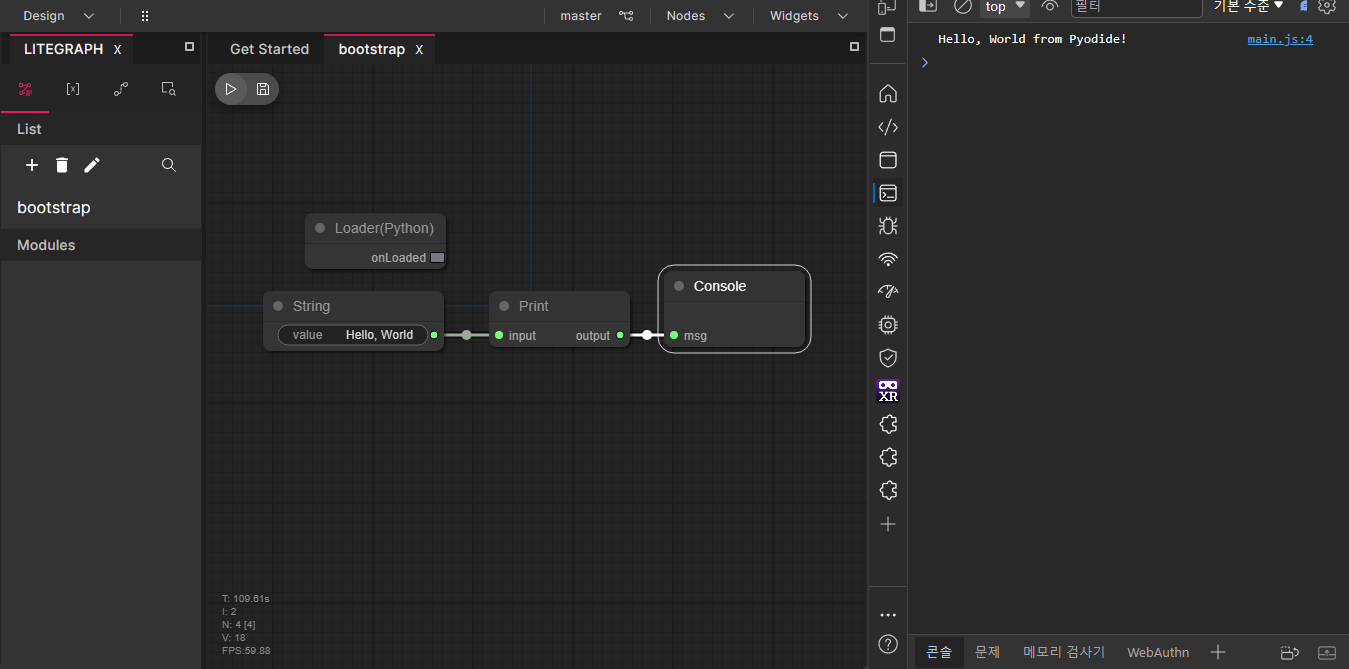 Design
master
Nodes
Widgets
LITEGRAPH X
Get Started
bootstrap X
List
bootstrap
Modules
Loader(Python)
onLoaded
String
value Hello, World
Print
input output
Console
msg
T: 109.61s
I: 2
N: 4 [4]
V: 18
FPS:59.88
XR
top
필터
기본 수준
Hello, World from Pyodide! main.js:4
콘솔 문제 메모리 검사기 WebAuthn